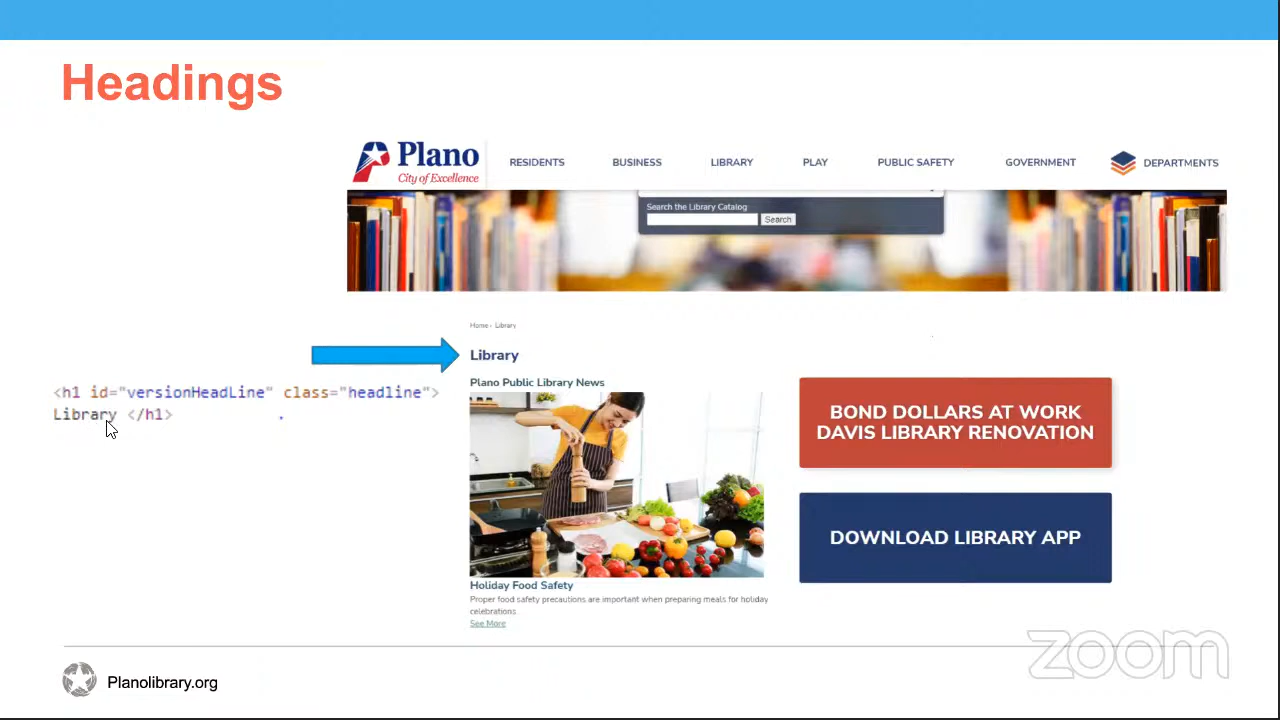 Headings
Plano
City of Excellence
RESIDENTS BUSINESS LIBRARY PLAY PUBLIC SAFETY GOVERNMENT DEPARTMENTS
Search the Library Catalog
Search
Home › Library
Library
<h1 id="versionHeadLine" class="headline">
Library </h1>
Plano Public Library News
BOND DOLLARS AT WORK
DAVIS LIBRARY RENOVATION
DOWNLOAD LIBRARY APP
Holiday Food Safety
Proper food safety precautions are important when preparing meals for holiday
celebrations
See More
Planolibrary.org
zoom